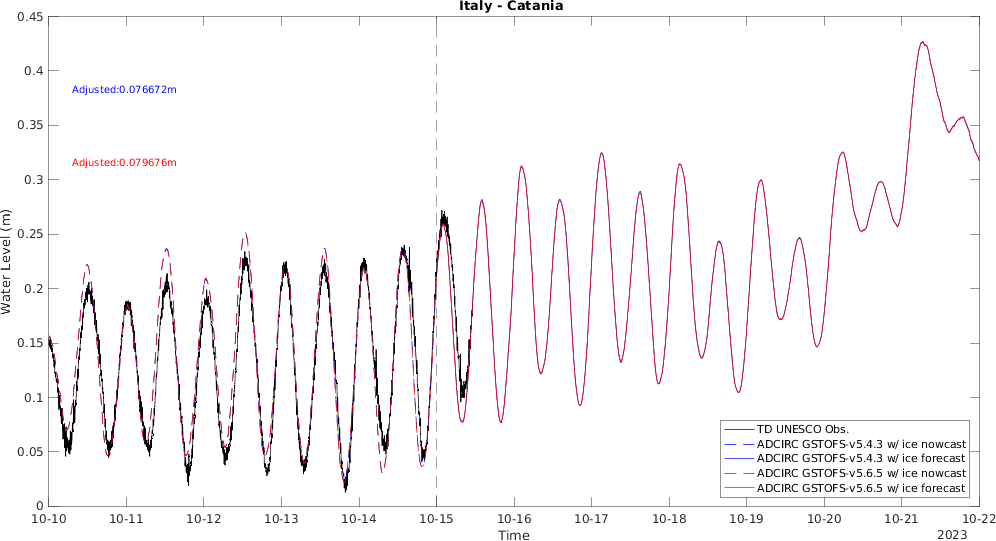 Italy - Catania
0.45
0.4
0.35
0.3
0.25
0.2
0.15
0.1
0.05
0
Water Level (m)
Adjusted:0.076672m
Adjusted:0.079676m
TD UNESCO Obs.
ADCIRC GSTOFS-v5.4.3 w/ ice nowcast
ADCIRC GSTOFS-v5.4.3 w/ ice forecast
ADCIRC GSTOFS-v5.6.5 w/ ice nowcast
ADCIRC GSTOFS-v5.6.5 w/ ice forecast
10-10 10-11 10-12 10-13 10-14 10-15 10-16 10-17 10-18 10-19 10-20 10-21 10-22
Time
2023